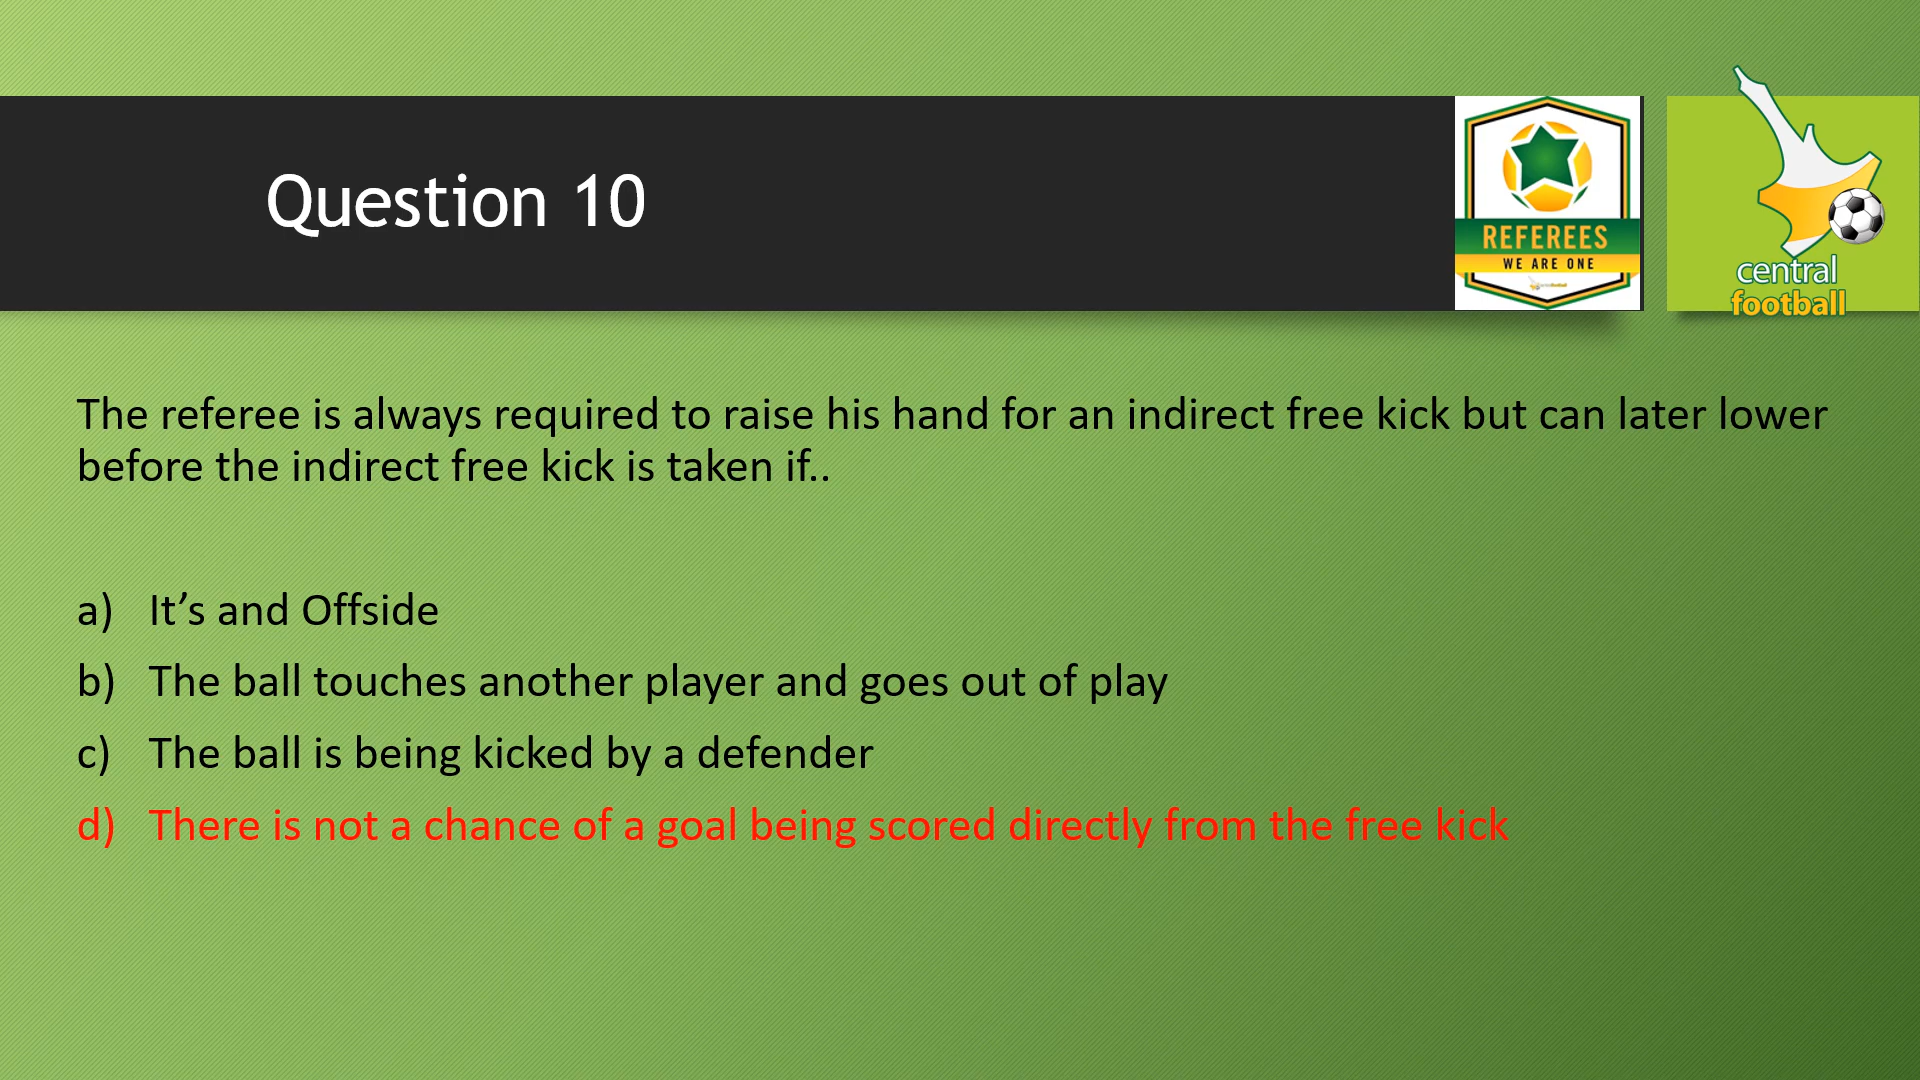 Question 10
REFEREES
WE ARE ONE
central
football
The referee is always required to raise his hand for an indirect free kick but can later lower
before the indirect free kick is taken if..
a) It’s and Offside
b) The ball touches another player and goes out of play
c) The ball is being kicked by a defender
d) There is not a chance of a goal being scored directly from the free kick